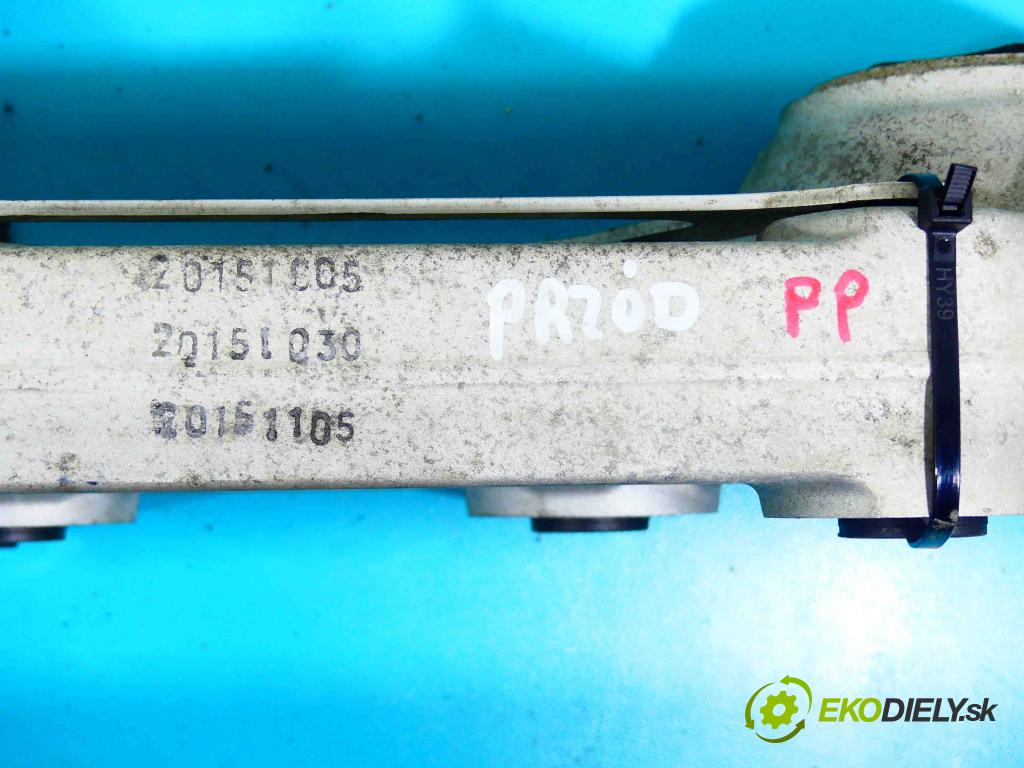 20151005
20151030
20151105
PRZÓD
PP
HY39
EKODIELY.sk